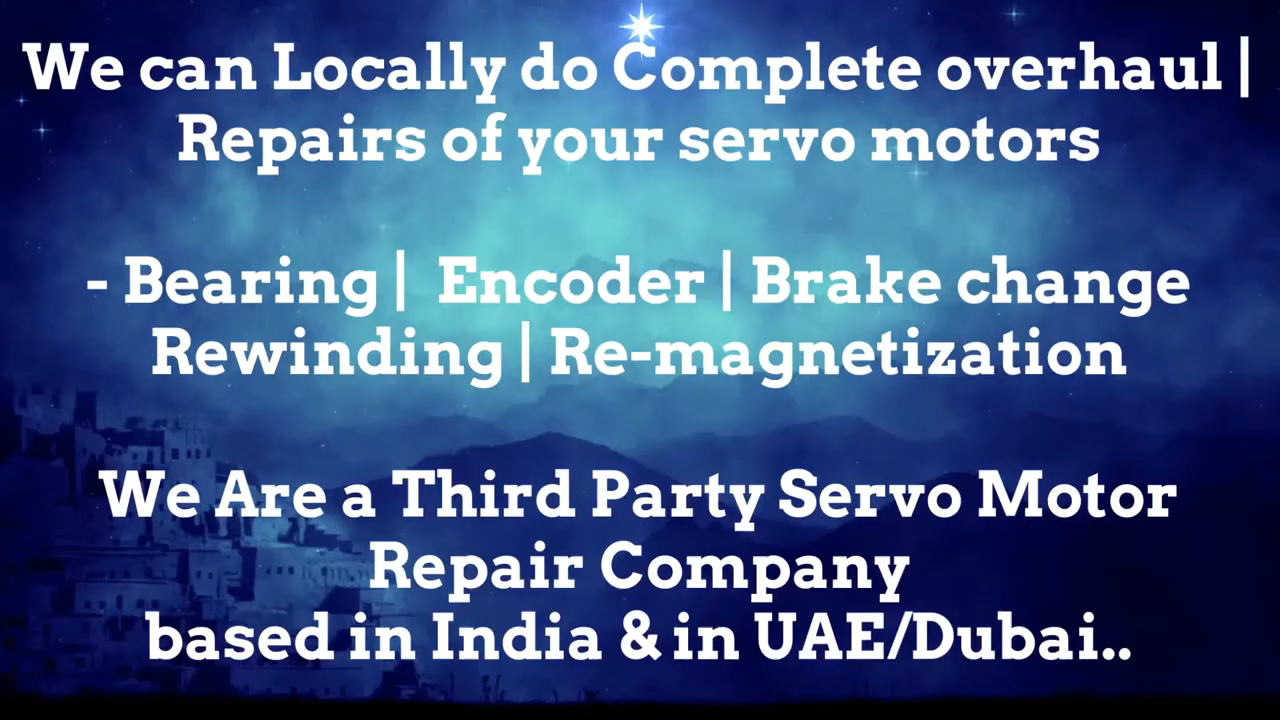 We can Locally do Complete overhaul |
Repairs of your servo motors
- Bearing | Encoder | Brake change
Rewinding | Re-magnetization
We Are a Third Party Servo Motor
Repair Company
based in India & in UAE/Dubai..